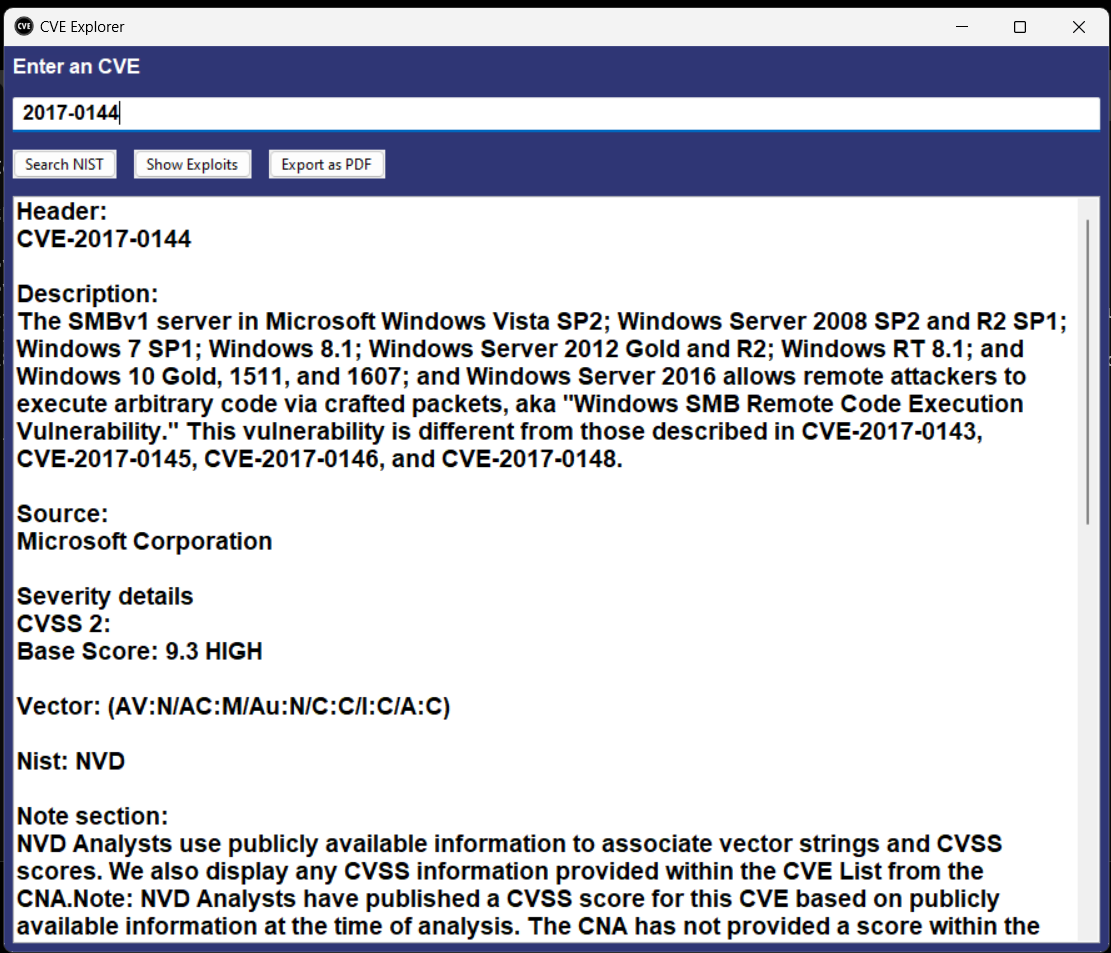 CVE CVE Explorer
Enter an CVE
2017-0144
Search NIST Show Exploits Export as PDF
Header:
CVE-2017-0144
Description:
The SMBv1 server in Microsoft Windows Vista SP2; Windows Server 2008 SP2 and R2 SP1;
Windows 7 SP1; Windows 8.1; Windows Server 2012 Gold and R2; Windows RT 8.1; and
Windows 10 Gold, 1511, and 1607; and Windows Server 2016 allows remote attackers to
execute arbitrary code via crafted packets, aka "Windows SMB Remote Code Execution
Vulnerability." This vulnerability is different from those described in CVE-2017-0143,
CVE-2017-0145, CVE-2017-0146, and CVE-2017-0148.
Source:
Microsoft Corporation
Severity details
CVSS 2:
Base Score: 9.3 HIGH
Vector: (AV:N/AC:M/Au:N/C:C/I:C/A:C)
Nist: NVD
Note section:
NVD Analysts use publicly available information to associate vector strings and CVSS
scores. We also display any CVSS information provided within the CVE List from the
CNA.Note: NVD Analysts have published a CVSS score for this CVE based on publicly
available information at the time of analysis. The CNA has not provided a score within the